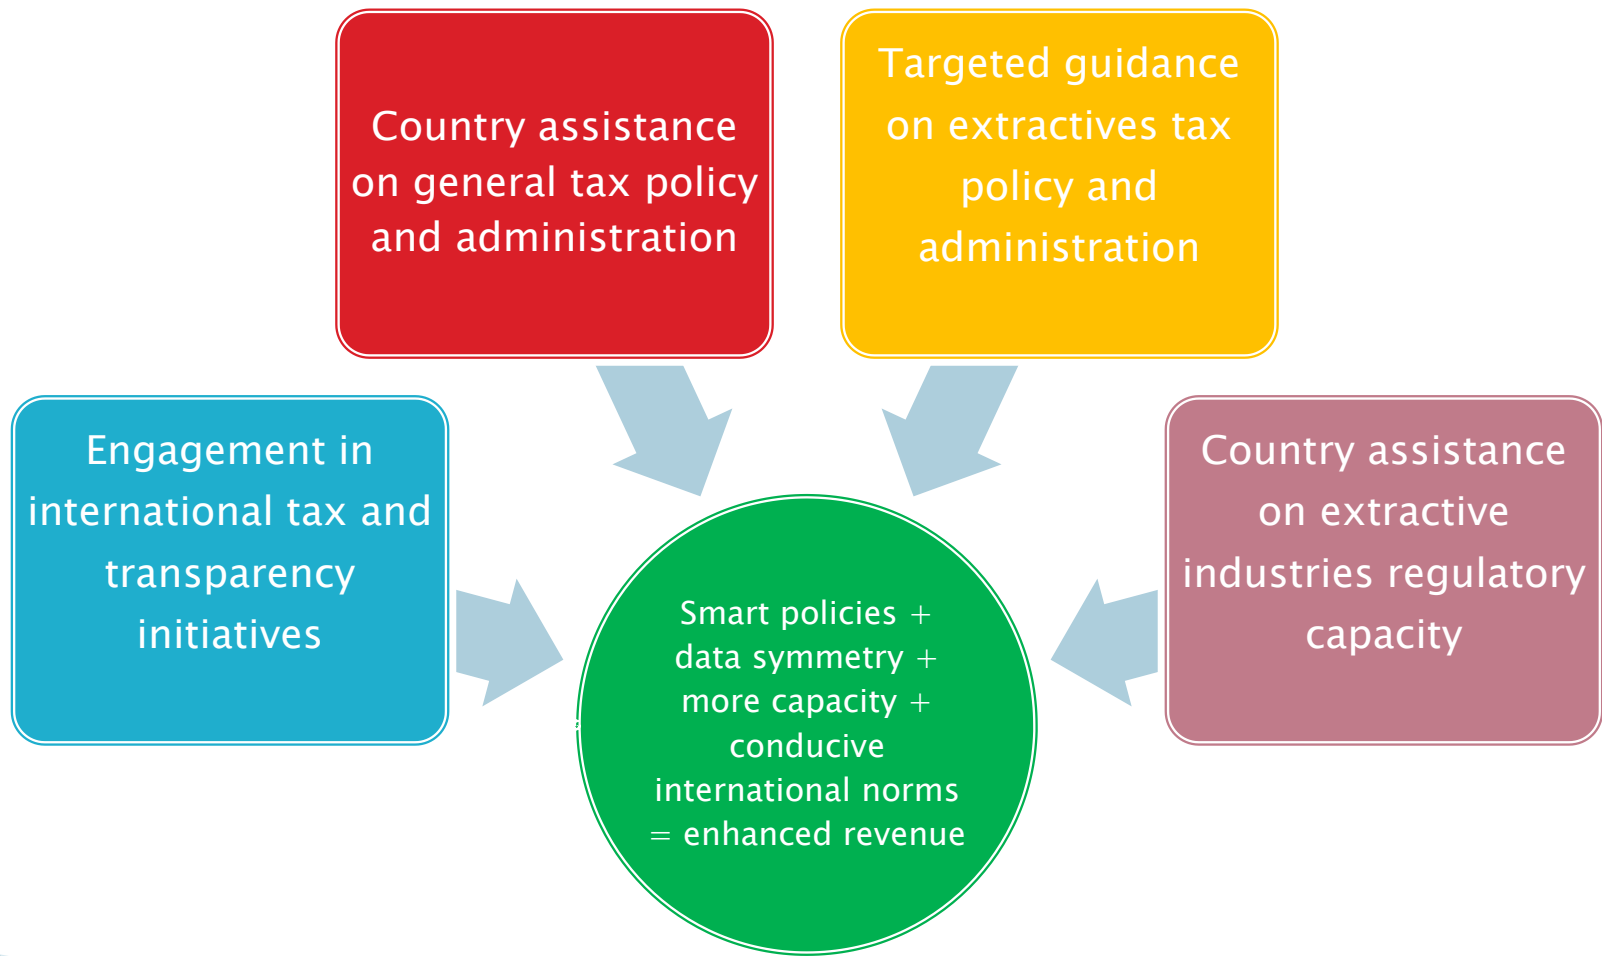 Country assistance
on general tax policy
and administration
Targeted guidance
on extractives tax
policy and
administration
Engagement in
international tax and
transparency
initiatives
Country assistance
on extractive
industries regulatory
capacity
Smart policies +
data symmetry +
more capacity +
conducive
international norms
= enhanced revenue